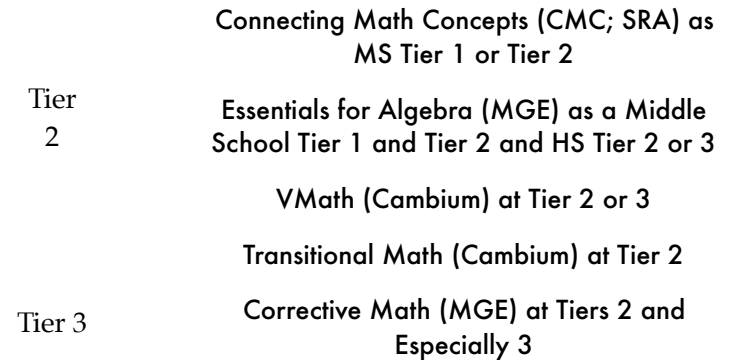 Connecting Math Concepts (CMC; SRA) as
MS Tier 1 or Tier 2
Tier
2
Essentials for Algebra (MGE) as a Middle
School Tier 1 and Tier 2 and HS Tier 2 or 3
VMath (Cambium) at Tier 2 or 3
Transitional Math (Cambium) at Tier 2
Tier 3
Corrective Math (MGE) at Tiers 2 and
Especially 3